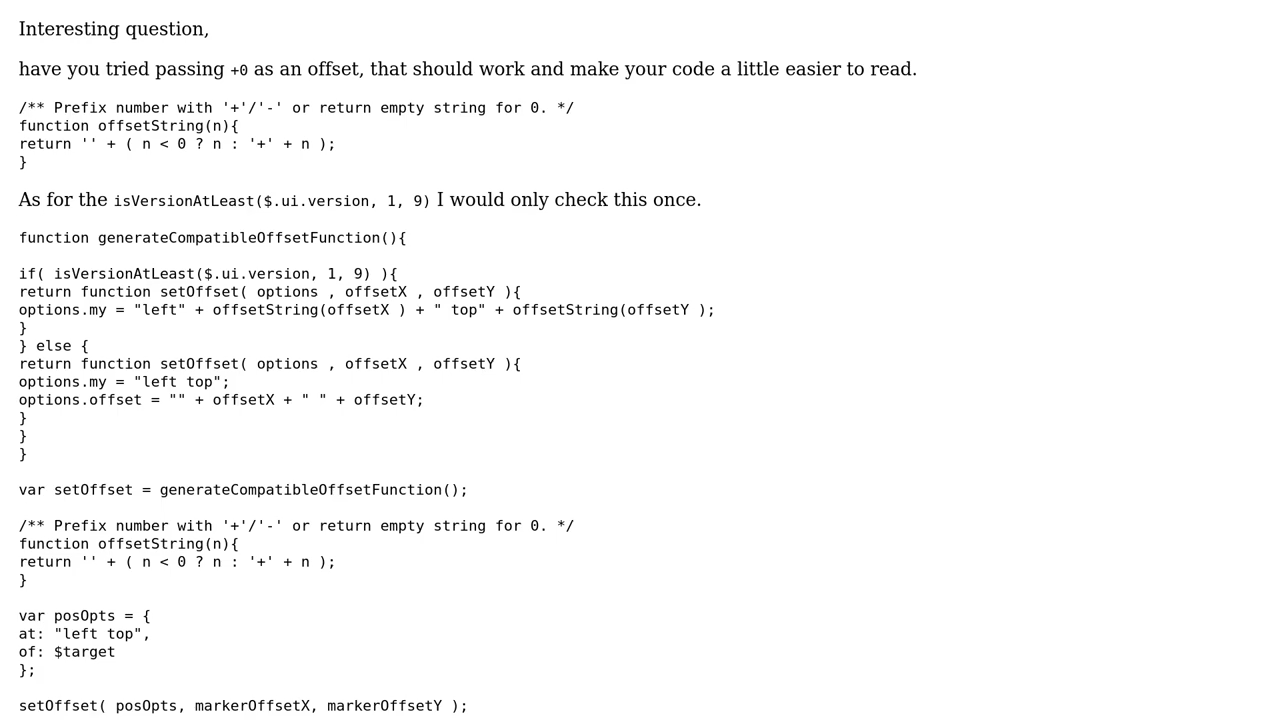 Interesting question,
have you tried passing +0 as an offset, that should work and make your code a little easier to read.
/** Prefix number with '+'/'-' or return empty string for 0. */
function offsetString(n){
return '' + ( n < 0 ? n : '+' + n );
}
As for the isVersionAtLeast($.ui.version, 1, 9) I would only check this once.
function generateCompatibleOffsetFunction(){
if( isVersionAtLeast($.ui.version, 1, 9) ){
return function setOffset( options , offsetX , offsetY ){
options.my = "left" + offsetString(offsetX ) + " top" + offsetString(offsetY );
}
} else {
return function setOffset( options , offsetX , offsetY ){
options.my = "left top";
options.offset = "" + offsetX + " " + offsetY;
}
}
}
var setOffset = generateCompatibleOffsetFunction();
/** Prefix number with '+'/'-' or return empty string for 0. */
function offsetString(n){
return '' + ( n < 0 ? n : '+' + n );
}
var posOpts = {
at: "left top",
of: $target
};
setOffset( posOpts, markerOffsetX, markerOffsetY );